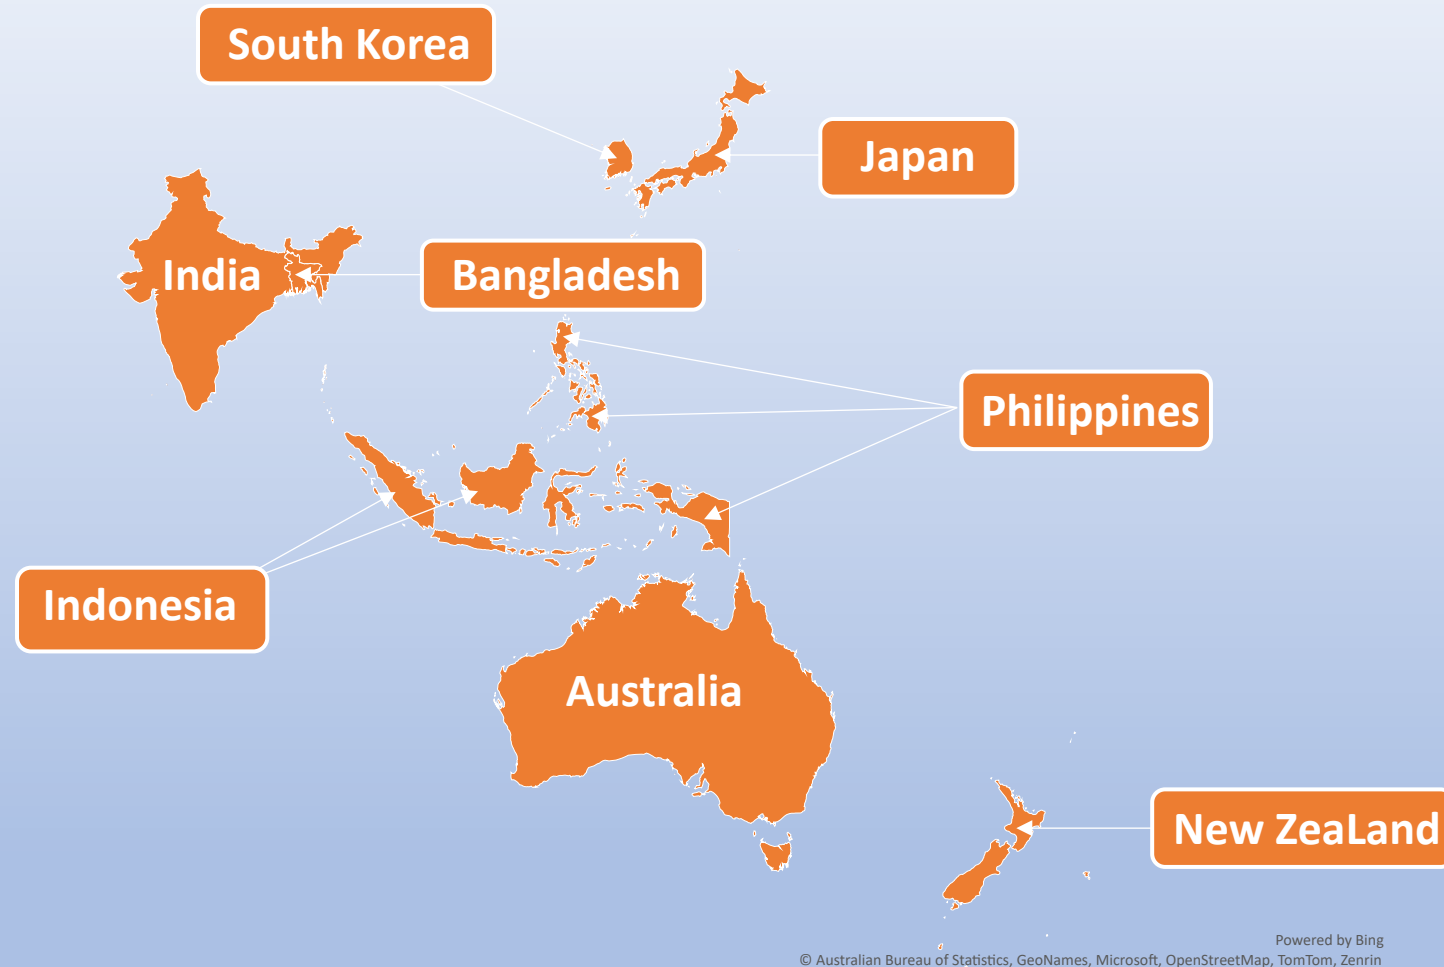 South Korea
Japan
India
Bangladesh
Philippines
Indonesia
Australia
New ZeaLand
Powered by Bing
© Australian Bureau of Statistics, GeoNames, Microsoft, OpenStreetMap, TomTom, Zenrin